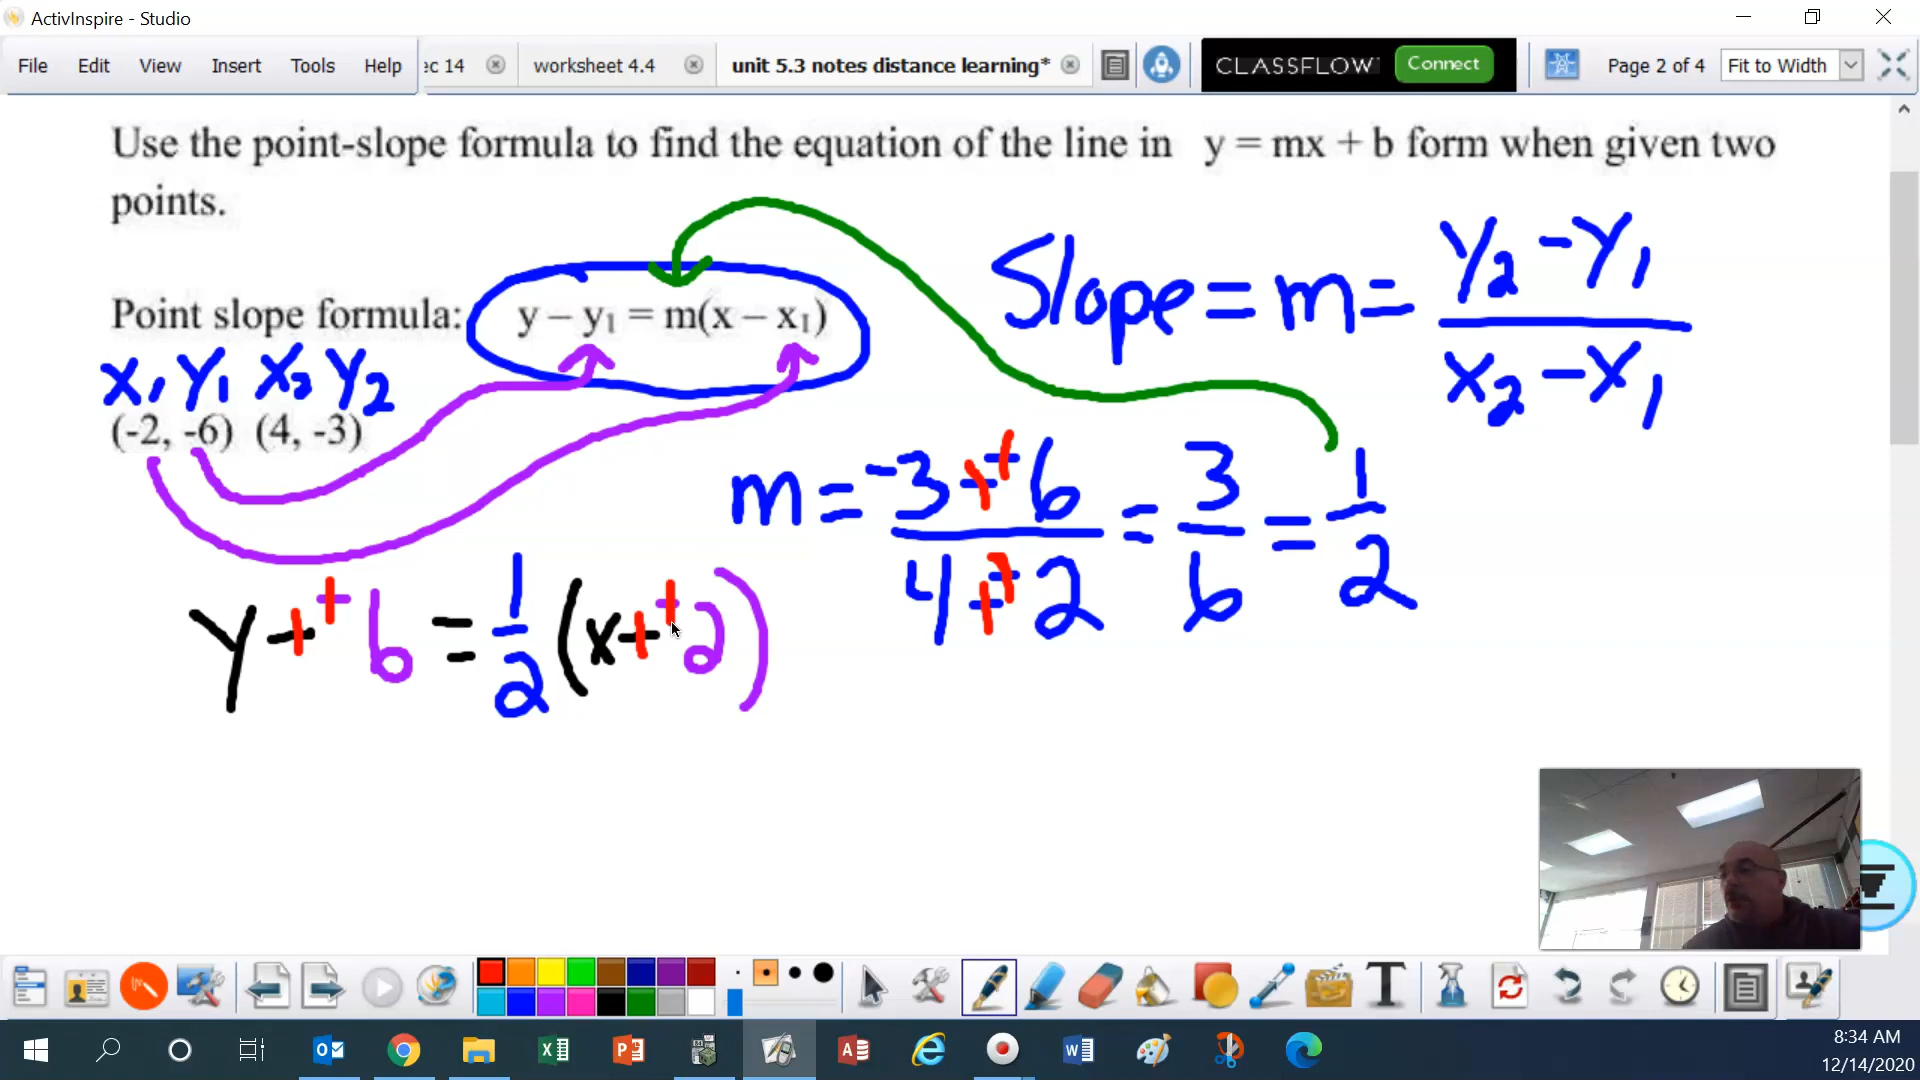 ActivInspire - Studio
File Edit View Insert Tools Help ec 14 worksheet 4.4 unit 5.3 notes distance learning* CLASSFLOW Connect Page 2 of 4 Fit to Width
Use the point-slope formula to find the equation of the line in y = mx + b form when given two
points.
Slope = m = y₂ - y₁ / x₂ - x₁
Point slope formula: y – y₁ = m(x – x₁)
x₁ y₁ x₂ y₂
(-2, -6) (4, -3)
m = -3 + + 6 / 4 + + 2 = 3/6 = 1/2
y + + 6 = 1/2 (x + + 2)
T
8:34 AM
12/14/2020